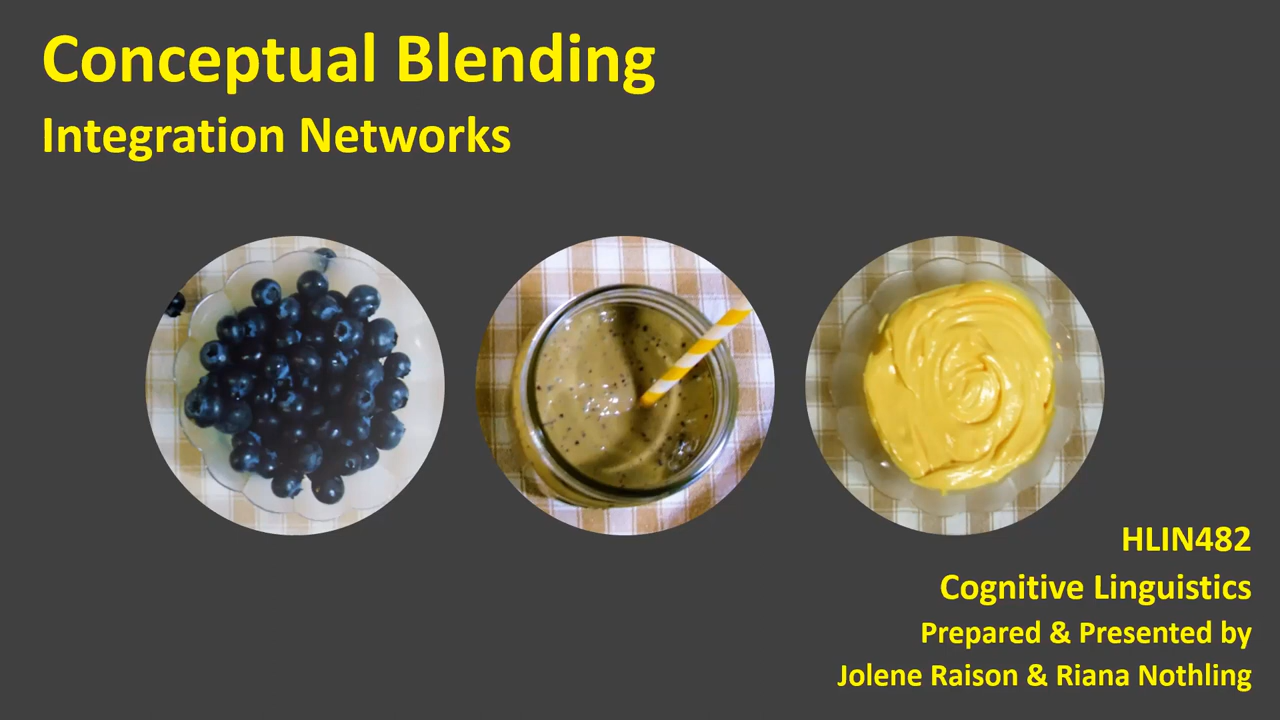 Conceptual Blending
Integration Networks
HLIN482
Cognitive Linguistics
Prepared & Presented by
Jolene Raison & Riana Nothling